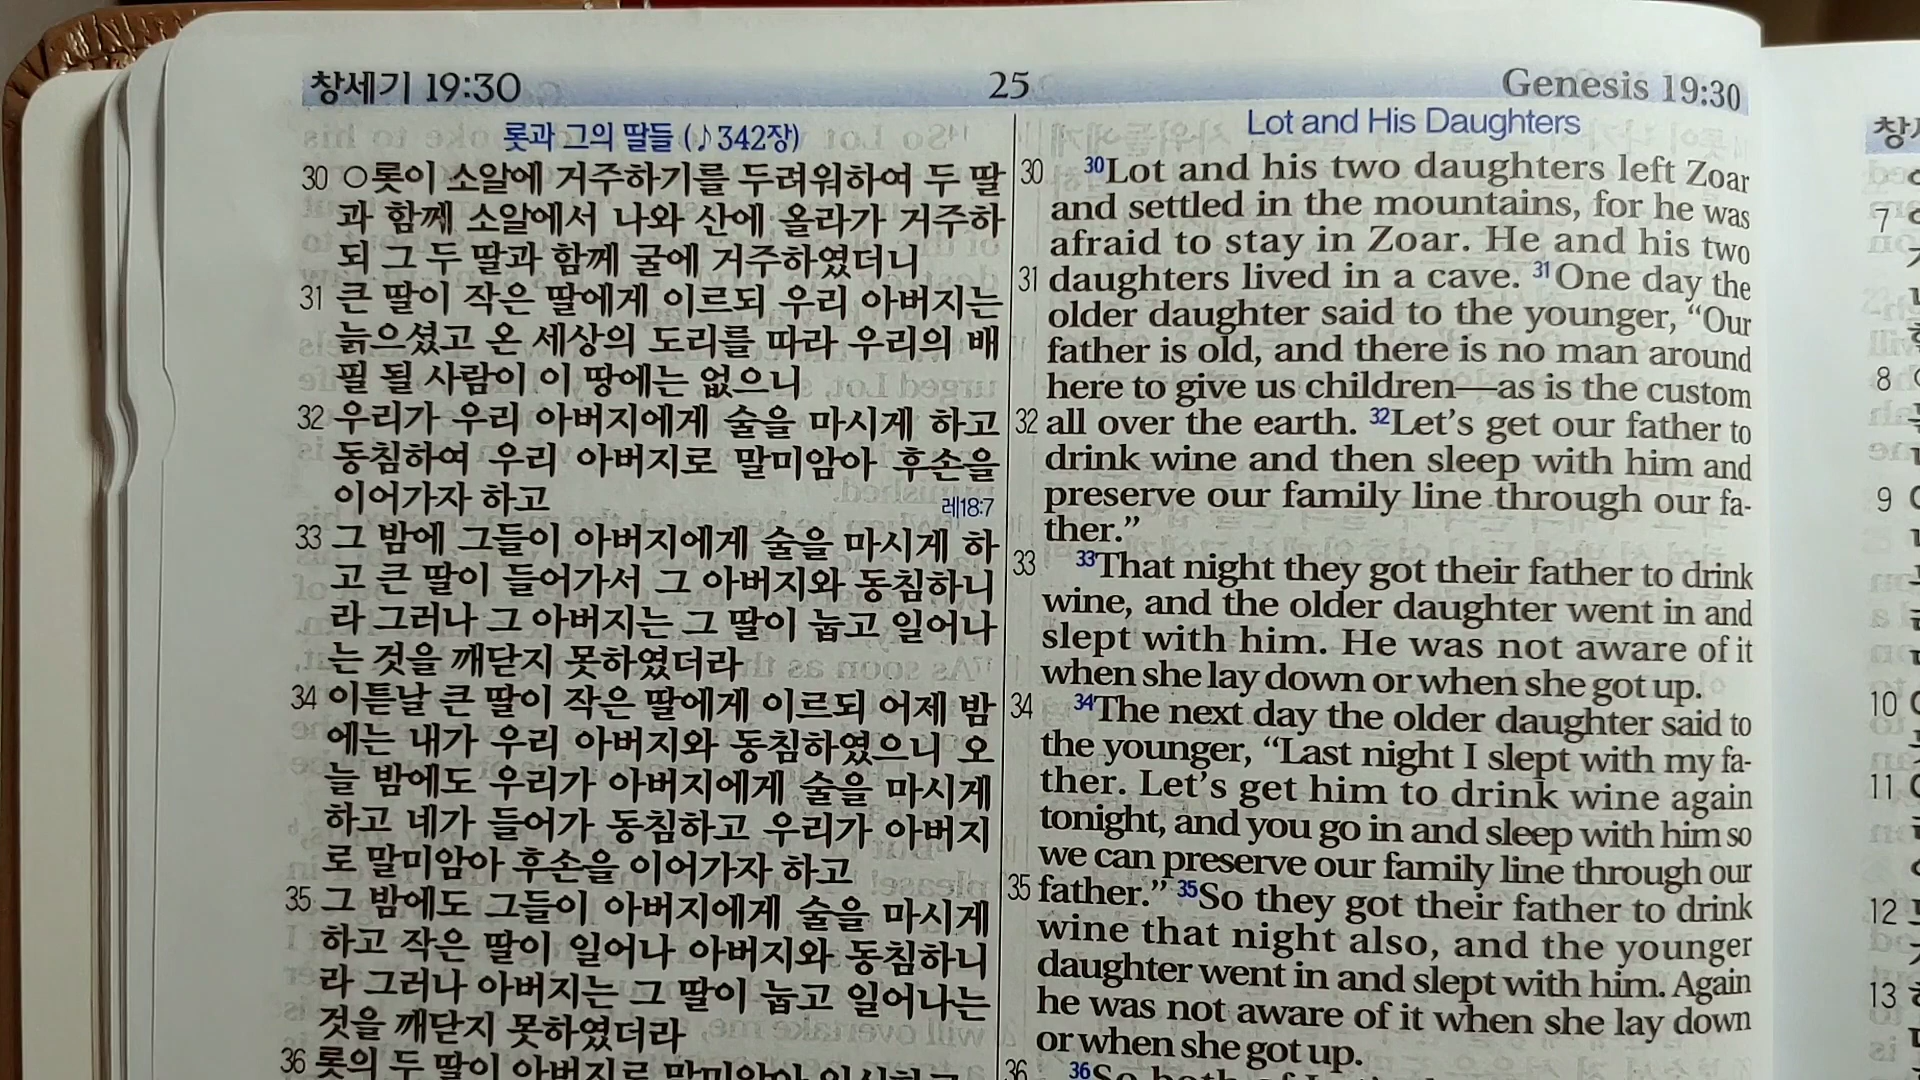 창세기 19:30
25
Genesis 19:30
롯과 그의 딸들 (♪342장)
30 ○롯이 소알에 거주하기를 두려워하여 두 딸
과 함께 소알에서 나와 산에 올라가 거주하
되 그 두 딸과 함께 굴에 거주하였더니
31 큰 딸이 작은 딸에게 이르되 우리 아버지는
늙으셨고 온 세상의 도리를 따라 우리의 배
필 될 사람이 이 땅에는 없으니
32 우리가 우리 아버지에게 술을 마시게 하고
동침하여 우리 아버지로 말미암아 후손을
이어가자 하고 레18:7
33 그 밤에 그들이 아버지에게 술을 마시게 하
고 큰 딸이 들어가서 그 아버지와 동침하니
라 그러나 그 아버지는 그 딸이 눕고 일어나
는 것을 깨닫지 못하였더라
34 이튿날 큰 딸이 작은 딸에게 이르되 어제 밤
에는 내가 우리 아버지와 동침하였으니 오
늘 밤에도 우리가 아버지에게 술을 마시게
하고 네가 들어가 동침하고 우리가 아버지
로 말미암아 후손을 이어가자 하고
35 그 밤에도 그들이 아버지에게 술을 마시게
하고 작은 딸이 일어나 아버지와 동침하니
라 그러나 아버지는 그 딸이 눕고 일어나는
것을 깨닫지 못하였더라
36 롯의 두 딸이 아버지로 말미암아 임신하고
Lot and His Daughters
30 30Lot and his two daughters left Zoar
and settled in the mountains, for he was
afraid to stay in Zoar. He and his two
31 daughters lived in a cave. 31One day the
older daughter said to the younger, “Our
father is old, and there is no man around
here to give us children—as is the custom
32 all over the earth. 32Let’s get our father to
drink wine and then sleep with him and
preserve our family line through our fa-
ther.”
33 33That night they got their father to drink
wine, and the older daughter went in and
slept with him. He was not aware of it
when she lay down or when she got up.
34 34The next day the older daughter said to
the younger, “Last night I slept with my fa-
ther. Let’s get him to drink wine again
tonight, and you go in and sleep with him so
we can preserve our family line through our
35 father.” 35So they got their father to drink
wine that night also, and the younger
daughter went in and slept with him. Again
he was not aware of it when she lay down
or when she got up.
36 36So both of Lot’s
7
8
9
10
11
12
13